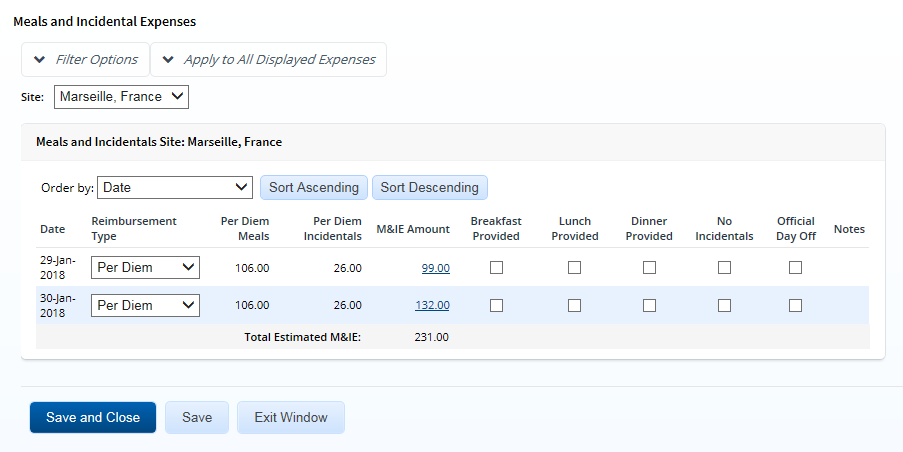 Meals and Incidental Expenses
Filter Options Apply to All Displayed Expenses
Site: Marseille, France
Meals and Incidentals Site: Marseille, France
Order by: Date Sort Ascending Sort Descending
Date Reimbursement Type Per Diem Meals Per Diem Incidentals M&IE Amount Breakfast Provided Lunch Provided Dinner Provided No Incidentals Official Day Off Notes
29-Jan-2018 Per Diem 106.00 26.00 99.00
30-Jan-2018 Per Diem 106.00 26.00 132.00
Total Estimated M&IE: 231.00
Save and Close Save Exit Window